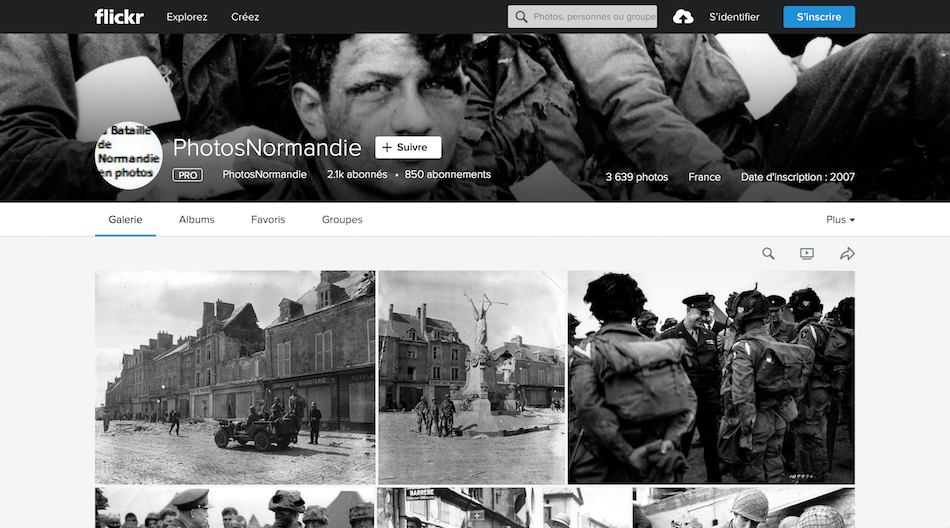 flickr Explorez Créez Photos, personnes ou groupe S'identifier S'inscrire
a Bataille
de
Normandie
en photos
PhotosNormandie + Suivre
PRO PhotosNormandie 2.1k abonnés • 850 abonnements 3 639 photos France Date d'inscription : 2007
Galerie Albums Favoris Groupes Plus
BARRERE